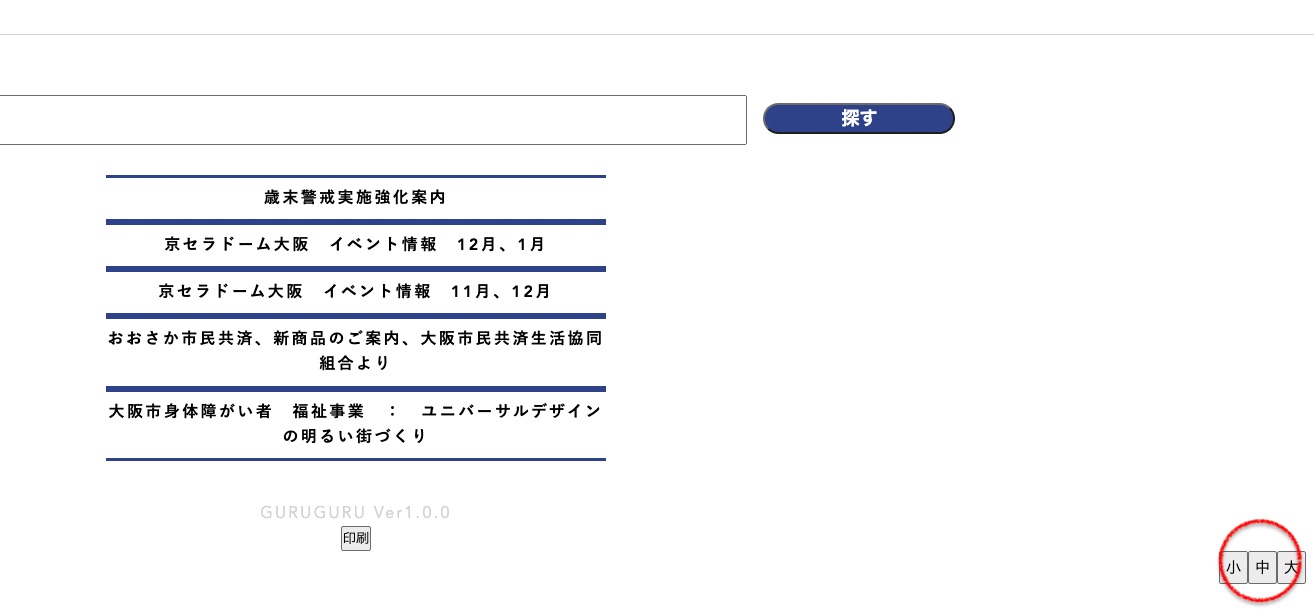 探す
歳末警戒実施強化案内
京セラドーム大阪　イベント情報　12月、1月
京セラドーム大阪　イベント情報　11月、12月
おおさか市民共済、新商品のご案内、大阪市民共済生活協同
組合より
大阪市身体障がい者　福祉事業　：　ユニバーサルデザイン
の明るい街づくり
GURUGURU Ver1.0.0
印刷
小 中 大